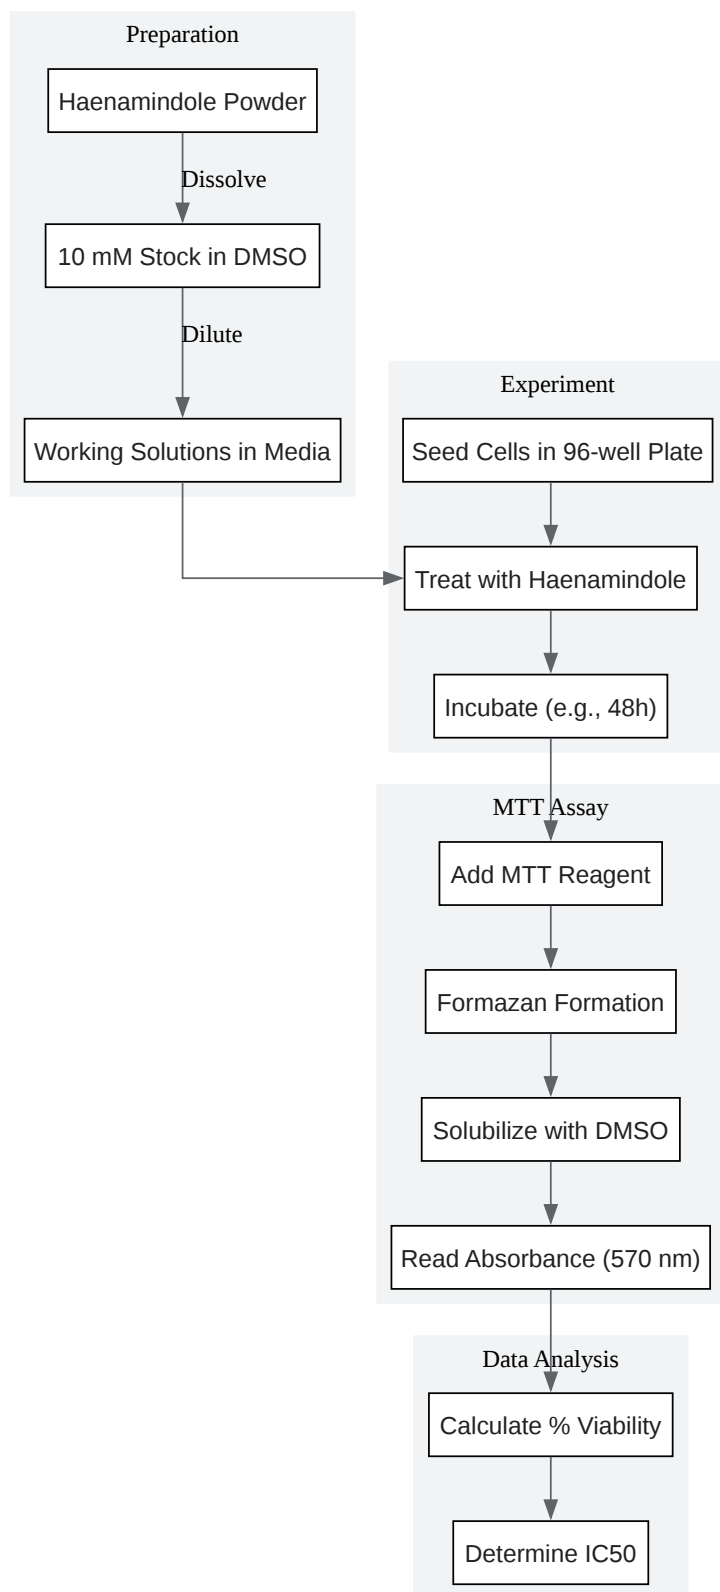 Preparation
Haenamindole Powder
Dissolve
10 mM Stock in DMSO
Dilute
Working Solutions in Media
Experiment
Seed Cells in 96-well Plate
Treat with Haenamindole
Incubate (e.g., 48h)
MTT Assay
Add MTT Reagent
Formazan Formation
Solubilize with DMSO
Read Absorbance (570 nm)
Data Analysis
Calculate % Viability
Determine IC50